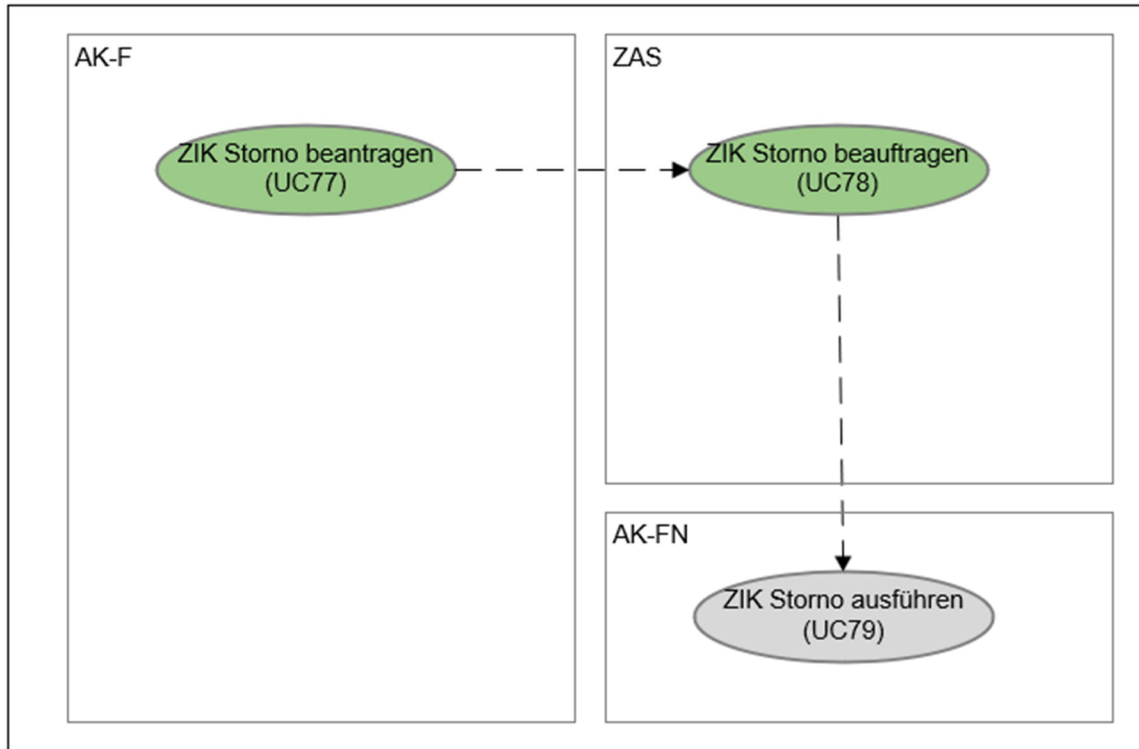 AK-F
ZIK Storno beantragen
(UC77)
ZAS
ZIK Storno beauftragen
(UC78)
AK-FN
ZIK Storno ausführen
(UC79)